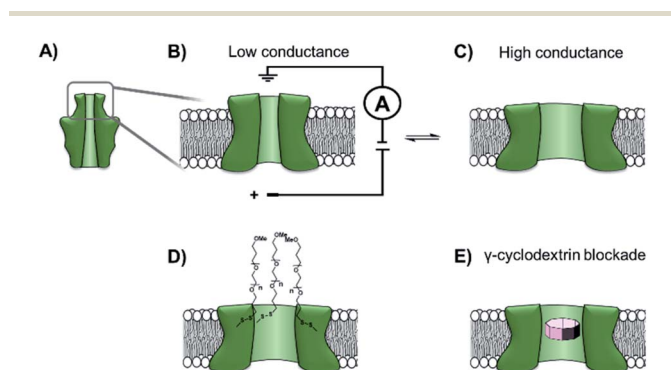 A)
B) Low conductance
C) High conductance
A
+
D)
OMe
OMe
MeO
O
O
O
n
O
O
O
n
n
S-S
S-S
S-S
E) γ-cyclodextrin blockade